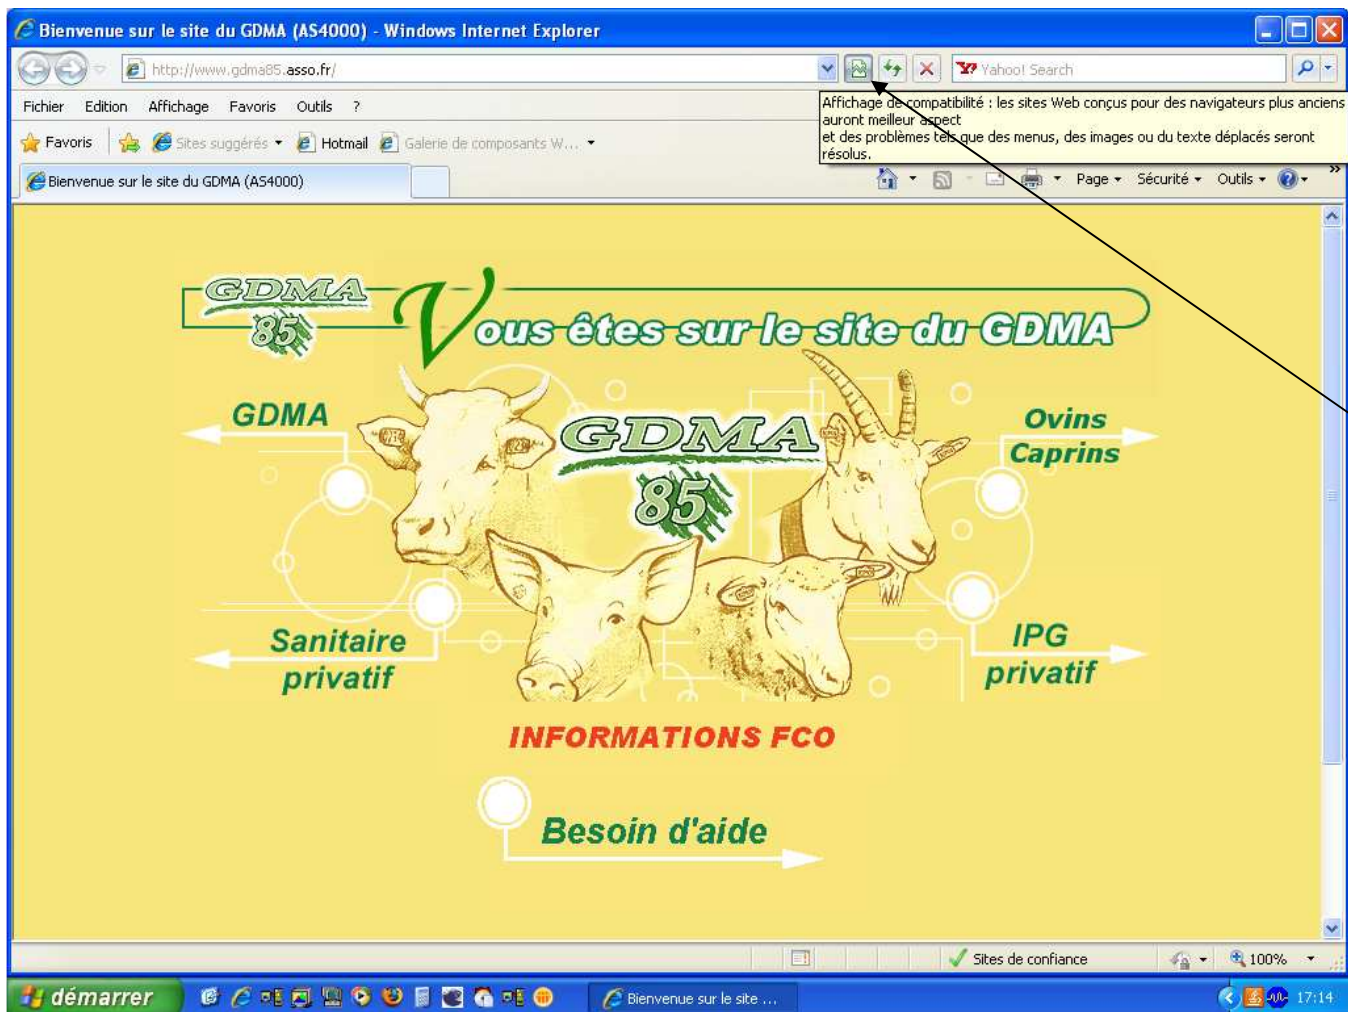 Bienvenue sur le site du GDMA (AS4000) - Windows Internet Explorer
http://www.gdma85.asso.fr/
Yahoo! Search
Fichier Edition Affichage Favoris Outils ?
Affichage de compatibilité : les sites Web conçus pour des navigateurs plus anciens
auront meilleur aspect
et des problèmes tels que des menus, des images ou du texte déplacés seront
résolus.
Favoris Sites suggérés Hotmail Galerie de composants W...
Bienvenue sur le site du GDMA (AS4000)
Page Sécurité Outils
GDMA
85
Vous êtes sur le site du GDMA
GDMA
GDMA
85
Ovins
Caprins
Sanitaire
privatif
IPG
privatif
INFORMATIONS FCO
Besoin d'aide
Sites de confiance
100%
démarrer
Bienvenue sur le site ...
17:14